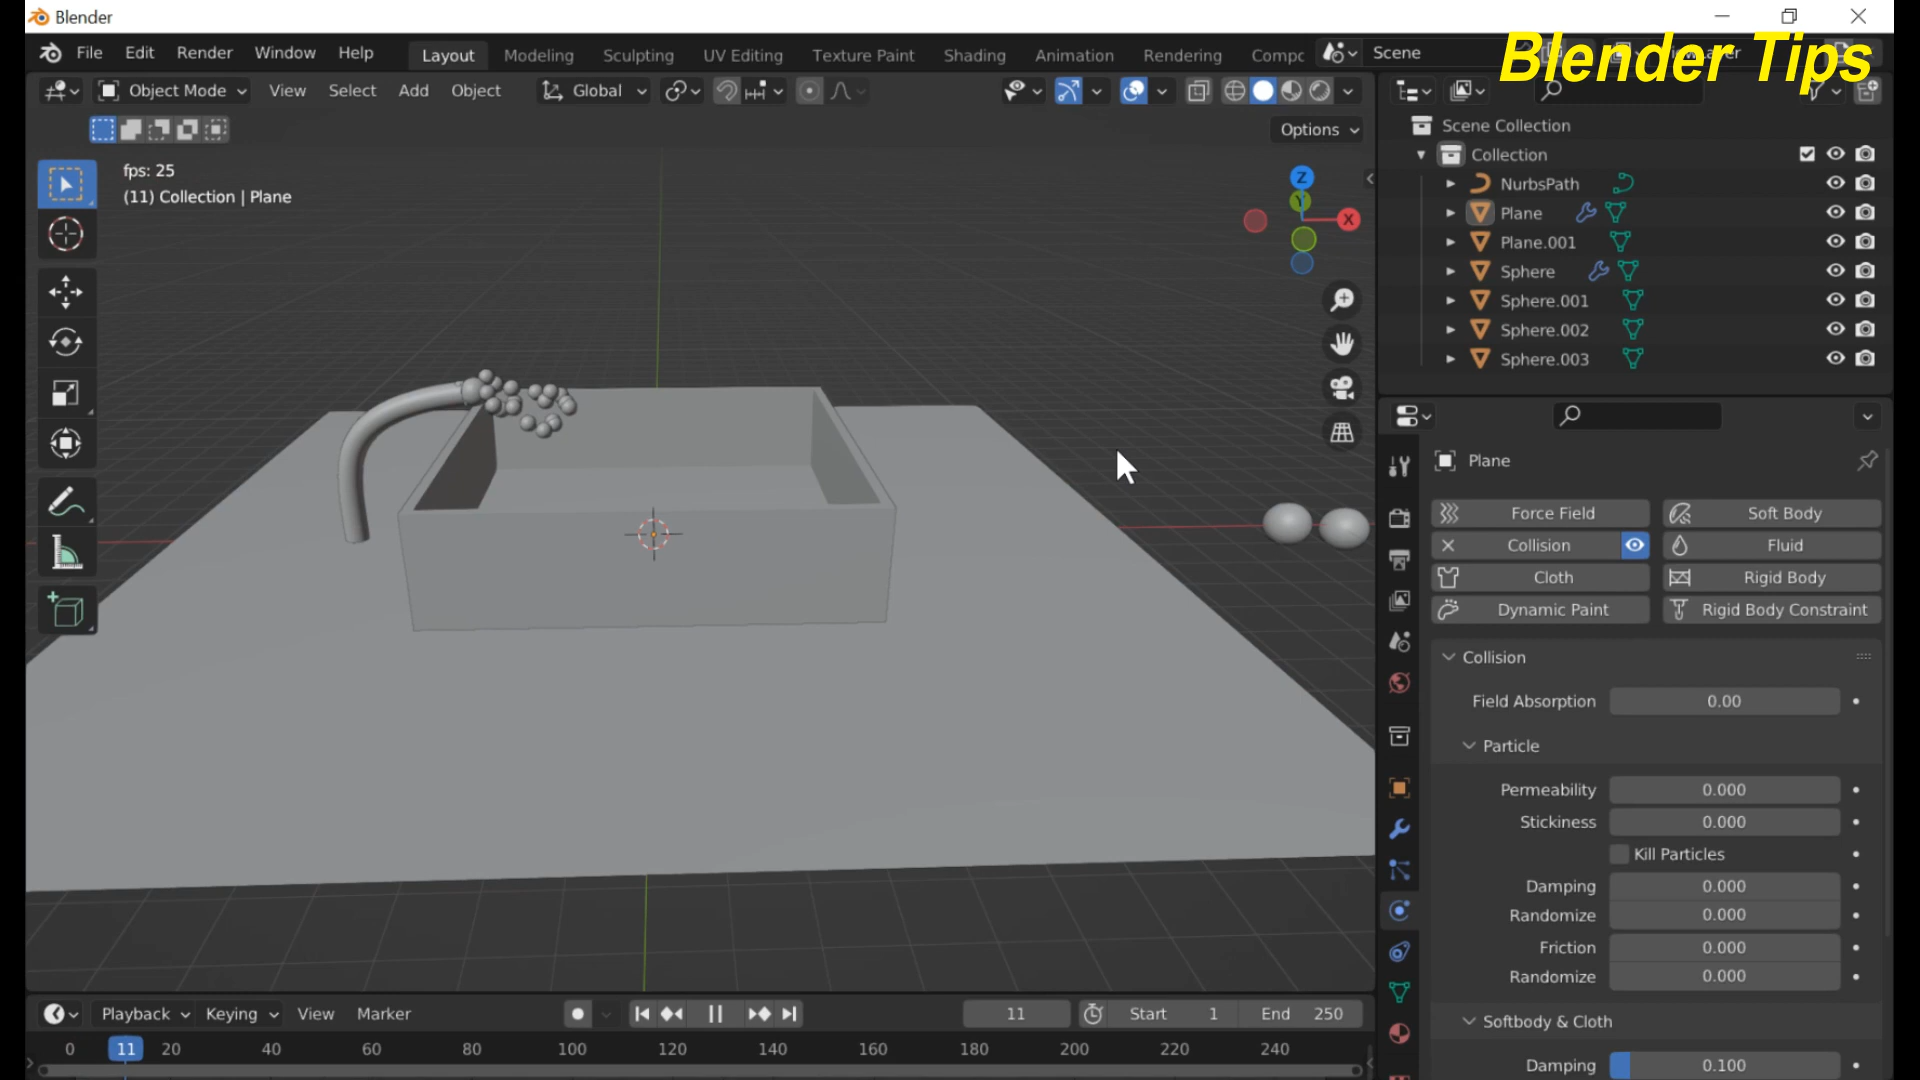 Blender
File Edit Render Window Help Layout Modeling Sculpting UV Editing Texture Paint Shading Animation Rendering Compc Scene
Blender Tips
Object Mode View Select Add Object Global
Options
fps: 25
(11) Collection | Plane
Z
Y
X
Scene Collection
Collection
NurbsPath
Plane
Plane.001
Sphere
Sphere.001
Sphere.002
Sphere.003
Plane
Force Field Soft Body
Collision Fluid
Cloth Rigid Body
Dynamic Paint Rigid Body Constraint
Collision
Field Absorption 0.00
Particle
Permeability 0.000
Stickiness 0.000
Kill Particles
Damping 0.000
Randomize 0.000
Friction 0.000
Randomize 0.000
Softbody & Cloth
Damping 0.100
Playback Keying View Marker 11 Start 1 End 250
0 11 20 40 60 80 100 120 140 160 180 200 220 240